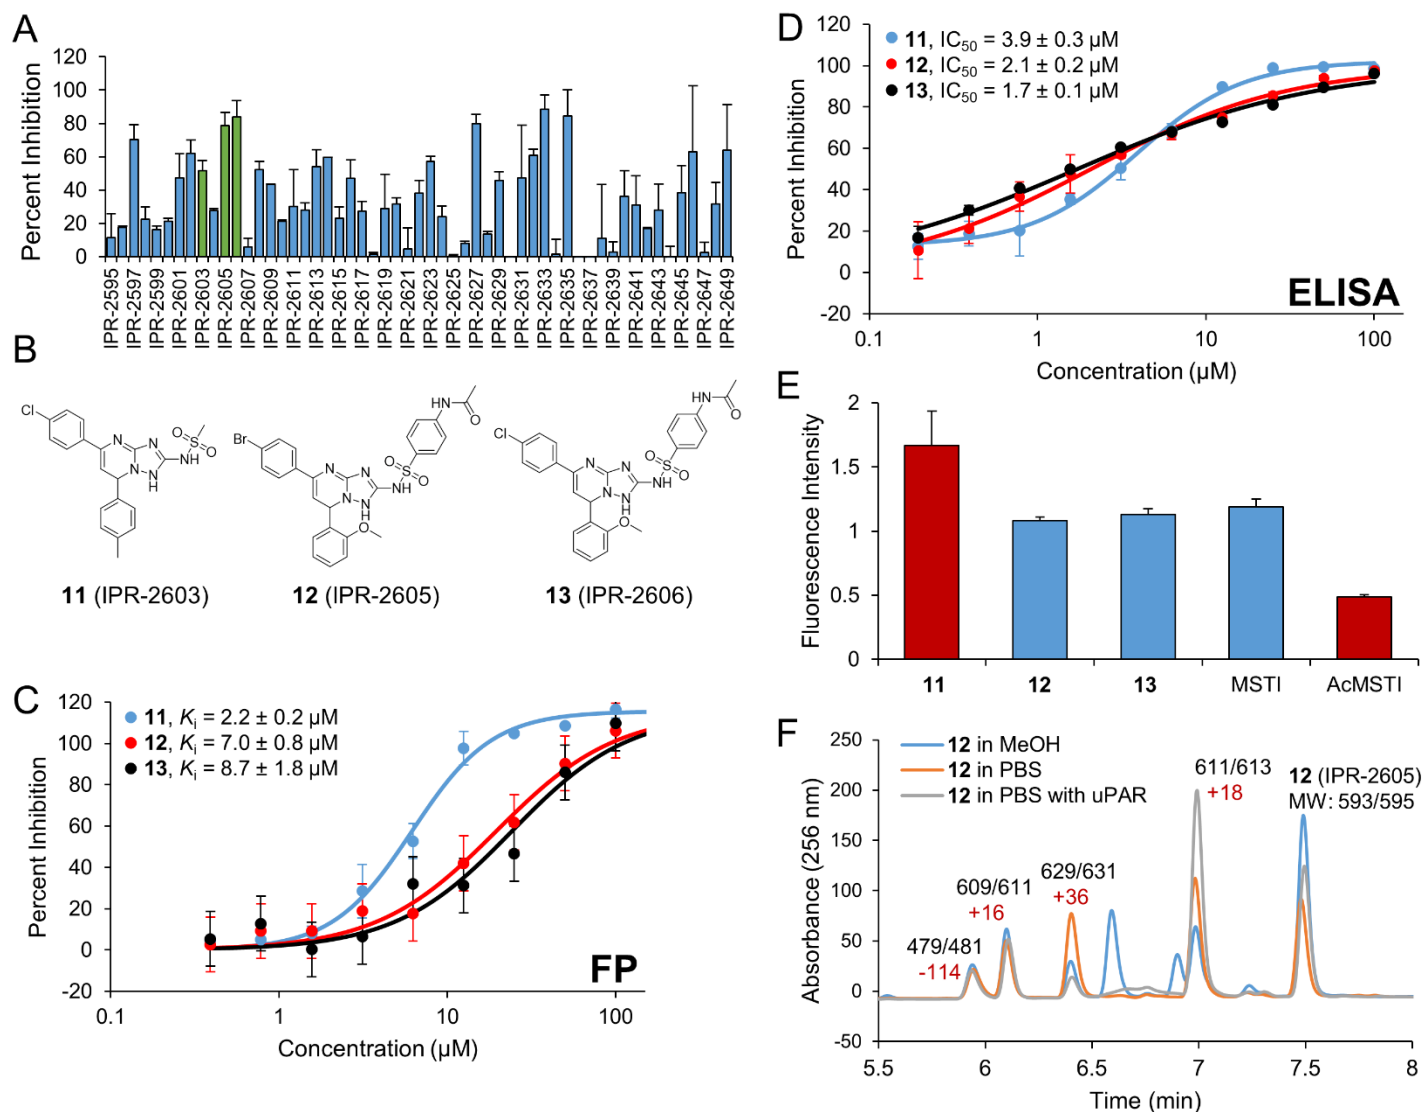 A
Percent Inhibition
120
100
80
60
40
20
0
IPR-2595
IPR-2597
IPR-2599
IPR-2601
IPR-2603
IPR-2605
IPR-2607
IPR-2609
IPR-2611
IPR-2613
IPR-2615
IPR-2617
IPR-2619
IPR-2621
IPR-2623
IPR-2625
IPR-2627
IPR-2629
IPR-2631
IPR-2633
IPR-2635
IPR-2637
IPR-2639
IPR-2641
IPR-2643
IPR-2645
IPR-2647
IPR-2649
B
Cl
N
N
N
N
N
H
NH
S
O
O
11 (IPR-2603)
Br
N
N
N
N
N
H
NH
S
O
O
HN
O
O
12 (IPR-2605)
Cl
N
N
N
N
N
H
NH
S
O
O
HN
O
O
13 (IPR-2606)
C
Percent Inhibition
120
100
80
60
40
20
0
-20
11, Ki = 2.2 ± 0.2 µM
12, Ki = 7.0 ± 0.8 µM
13, Ki = 8.7 ± 1.8 µM
FP
0.1
1
10
100
Concentration (µM)
D
Percent Inhibition
120
100
80
60
40
20
0
-20
11, IC50 = 3.9 ± 0.3 µM
12, IC50 = 2.1 ± 0.2 µM
13, IC50 = 1.7 ± 0.1 µM
ELISA
0.1
1
10
100
Concentration (µM)
E
Fluorescence Intensity
2
1.5
1
0.5
0
11
12
13
MSTI
AcMSTI
F
Absorbance (256 nm)
250
200
150
100
50
0
-50
12 in MeOH
12 in PBS
12 in PBS with uPAR
479/481
-114
609/611
+16
629/631
+36
611/613
+18
12 (IPR-2605)
MW: 593/595
5.5
6
6.5
7
7.5
8
Time (min)